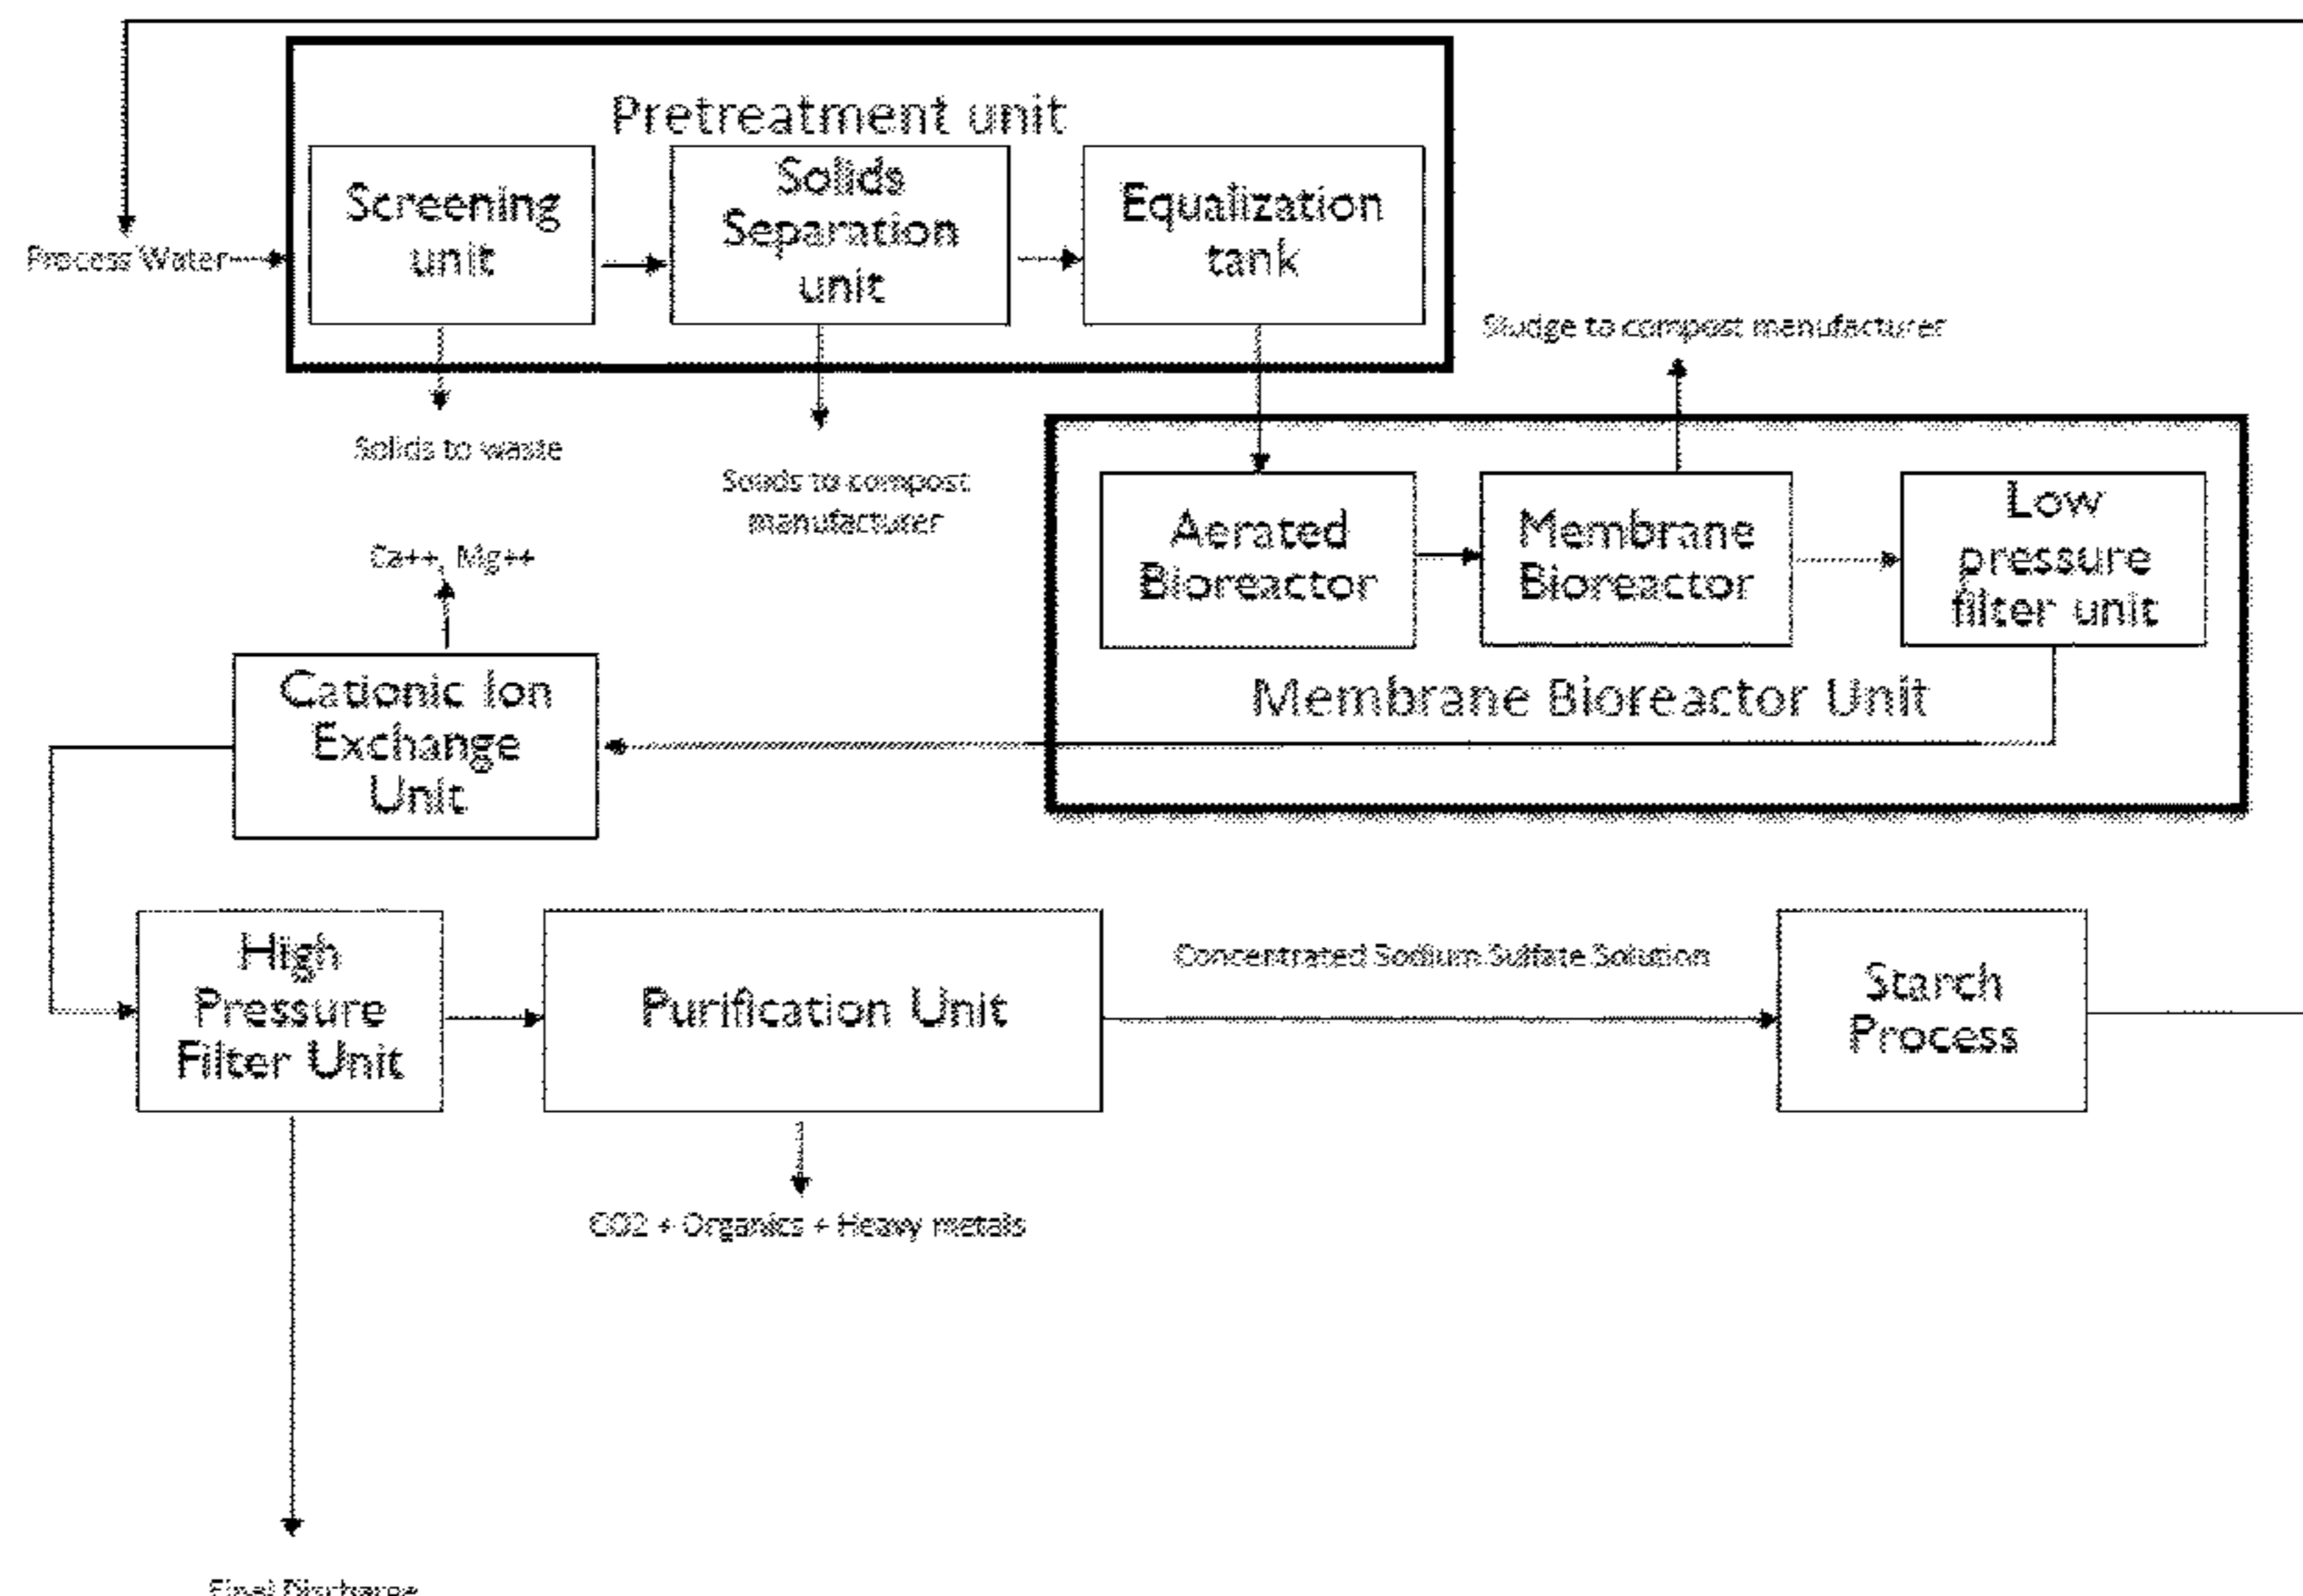 Pretreatment unit
Screening
unit
Solids
Separation
unit
Equalization
tank
Process Water
Sludge to compost manufacturer
Solids to waste
Solids to compost
manufacturer
Aerated
Bioreactor
Membrane
Bioreactor
Low
pressure
filter unit
Membrane Bioreactor Unit
Ca++, Mg++
Cationic Ion
Exchange
Unit
High
Pressure
Filter Unit
Purification Unit
Concentrated Sodium Sulfate Solution
Starch
Process
CO2 + Organics + Heavy metals
Final Discharge